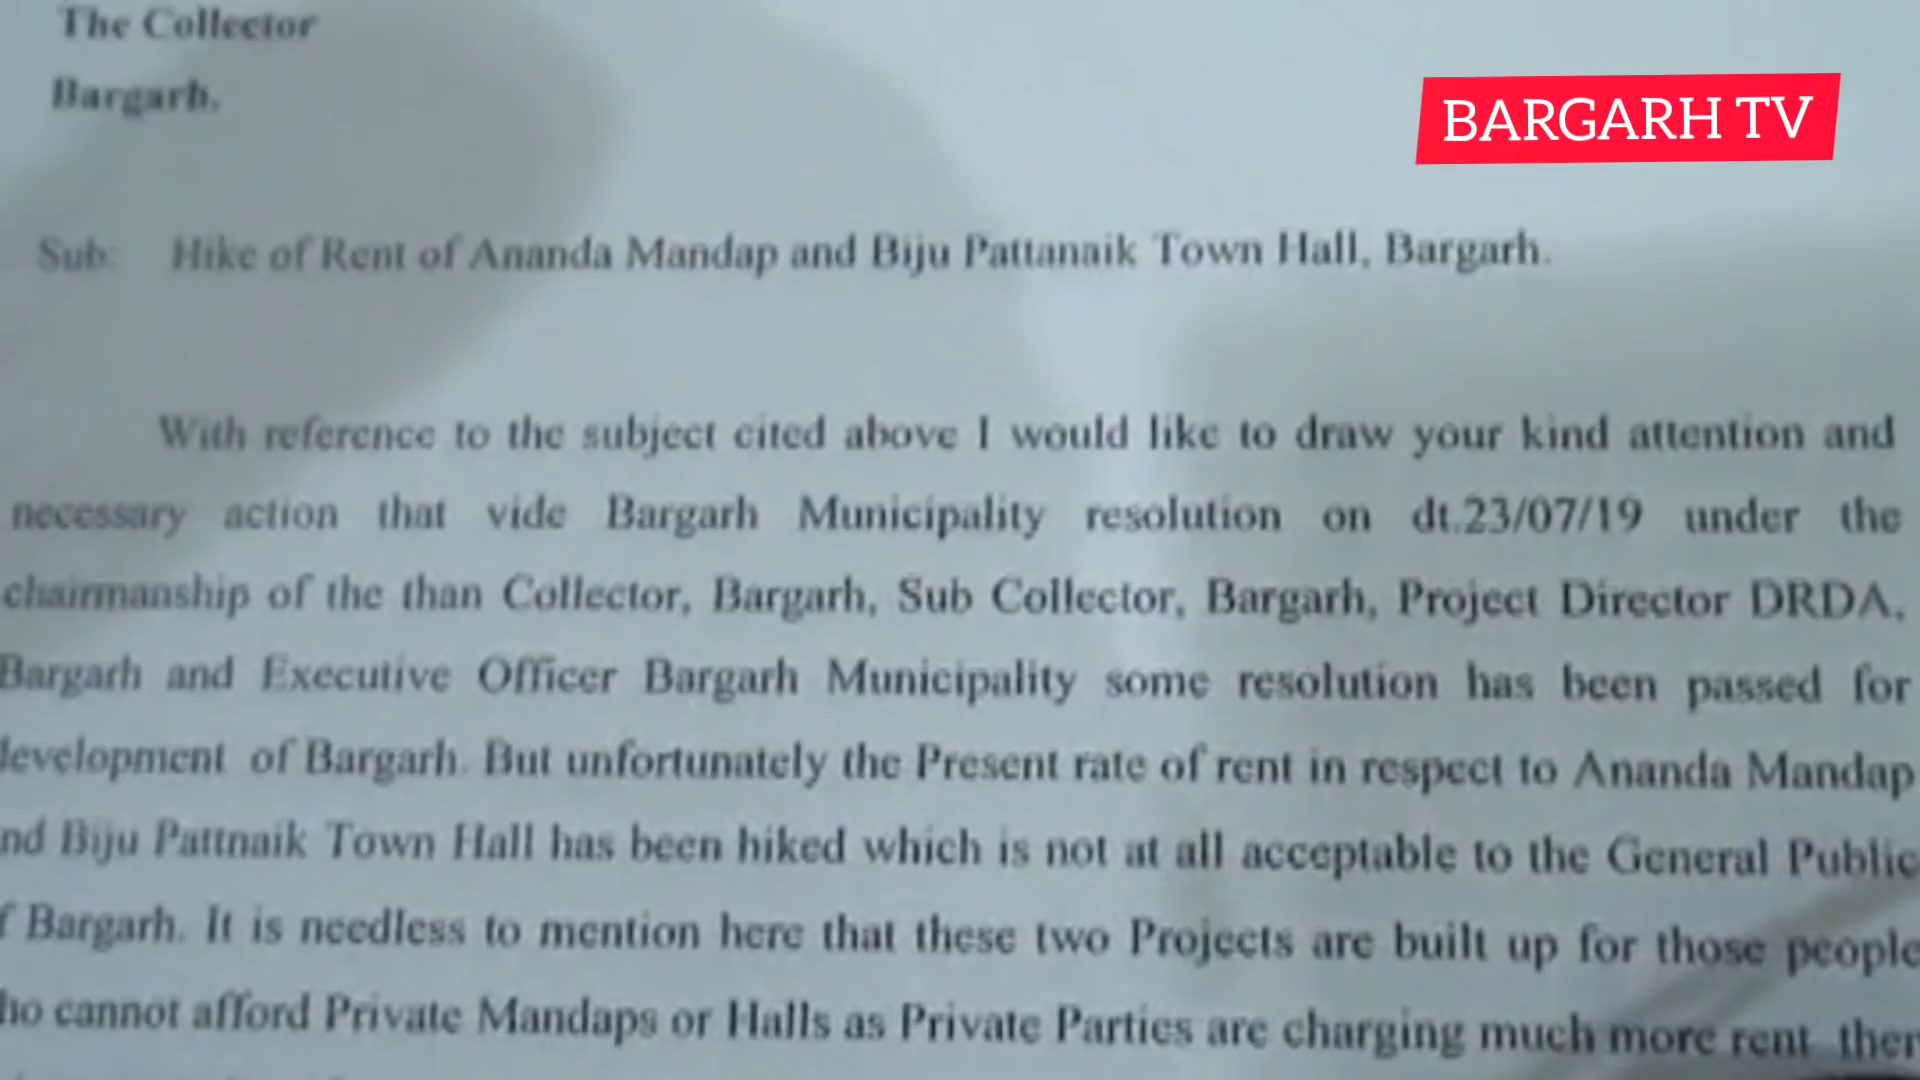 The Collector
Bargarh.
BARGARH TV
Sub: Hike of Rent of Ananda Mandap and Biju Pattanaik Town Hall, Bargarh.
With reference to the subject cited above I would like to draw your kind attention and
necessary action that vide Bargarh Municipality resolution on dt.23/07/19 under the
chairmanship of the than Collector, Bargarh, Sub Collector, Bargarh, Project Director DRDA,
Bargarh and Executive Officer Bargarh Municipality some resolution has been passed for
development of Bargarh. But unfortunately the Present rate of rent in respect to Ananda Mandap
nd Biju Pattnaik Town Hall has been hiked which is not at all acceptable to the General Public
f Bargarh. It is needless to mention here that these two Projects are built up for those people
ho cannot afford Private Mandaps or Halls as Private Parties are charging much more rent then